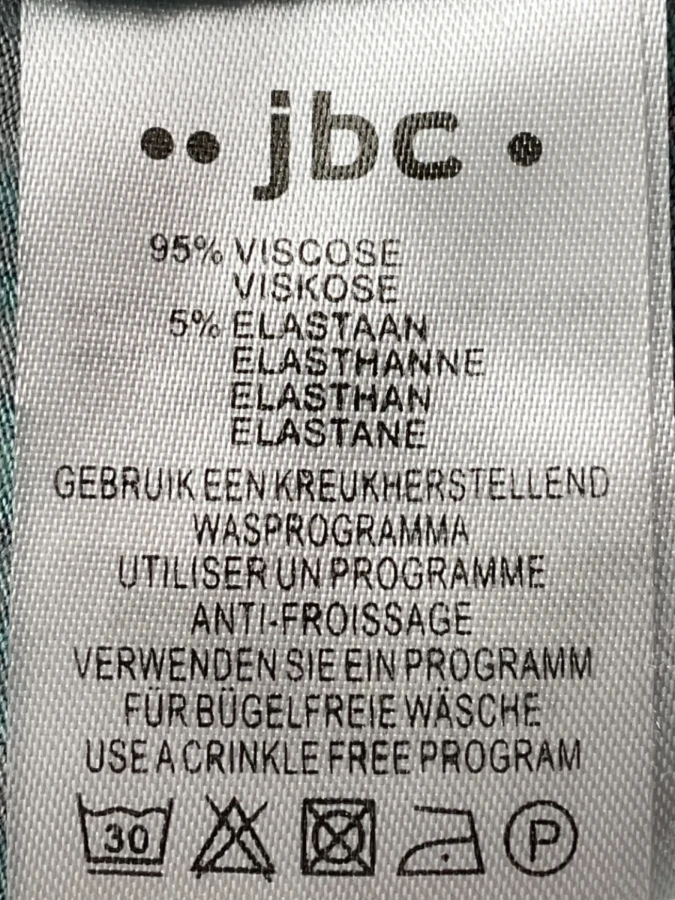 jbc
95% VISCOSE
VISKOSE
5% ELASTAAN
ELASTHANNE
ELASTHAN
ELASTANE
GEBRUIK EEN KREUKHERSTELLEND
WASPROGRAMMA
UTILISER UN PROGRAMME
ANTI-FROISSAGE
VERWENDEN SIE EIN PROGRAMM
FÜR BÜGELFREIE WÄSCHE
USE A CRINKLE FREE PROGRAM
30 P